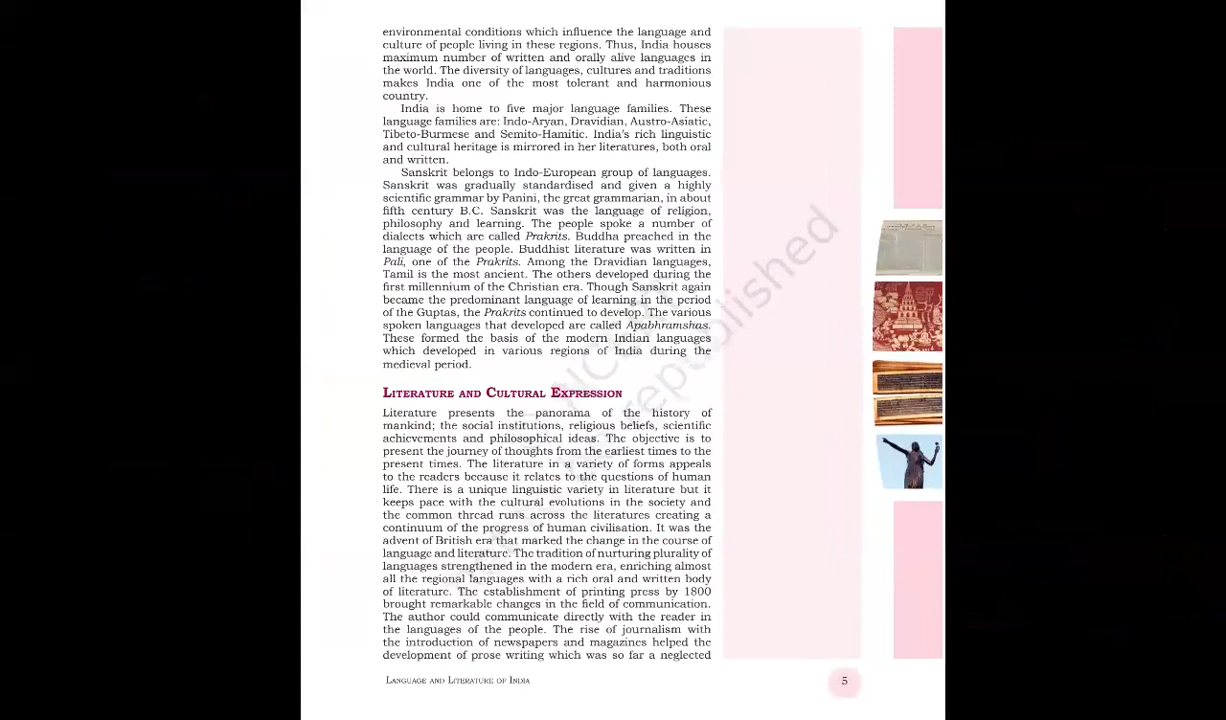 environmental conditions which influence the language and
culture of people living in these regions. Thus, India houses
maximum number of written and orally alive languages in
the world. The diversity of languages, cultures and traditions
makes India one of the most tolerant and harmonious
country.
India is home to five major language families. These
language families are: Indo-Aryan, Dravidian, Austro-Asiatic,
Tibeto-Burmese and Semito-Hamitic. India's rich linguistic
and cultural heritage is mirrored in her literatures, both oral
and written.
Sanskrit belongs to Indo-European group of languages.
Sanskrit was gradually standardised and given a highly
scientific grammar by Panini, the great grammarian, in about
fifth century B.C. Sanskrit was the language of religion,
philosophy and learning. The people spoke a number of
dialects which are called Prakrits. Buddha preached in the
language of the people. Buddhist literature was written in
Pali, one of the Prakrits. Among the Dravidian languages,
Tamil is the most ancient. The others developed during the
first millennium of the Christian era. Though Sanskrit again
became the predominant language of learning in the period
of the Guptas, the Prakrits continued to develop. The various
spoken languages that developed are called Apabhramshas.
These formed the basis of the modern Indian languages
which developed in various regions of India during the
medieval period.
LITERATURE AND CULTURAL EXPRESSION
Literature presents the panorama of the history of
mankind; the social institutions, religious beliefs, scientific
achievements and philosophical ideas. The objective is to
present the journey of thoughts from the earliest times to the
present times. The literature in a variety of forms appeals
to the readers because it relates to the questions of human
life. There is a unique linguistic variety in literature but it
keeps pace with the cultural evolutions in the society and
the common thread runs across the literatures creating a
continuum of the progress of human civilisation. It was the
advent of British era that marked the change in the course of
language and literature. The tradition of nurturing plurality of
languages strengthened in the modern era, enriching almost
all the regional languages with a rich oral and written body
of literature. The establishment of printing press by 1800
brought remarkable changes in the field of communication.
The author could communicate directly with the reader in
the languages of the people. The rise of journalism with
the introduction of newspapers and magazines helped the
development of prose writing which was so far a neglected
LANGUAGE AND LITERATURE OF INDIA
5
republished